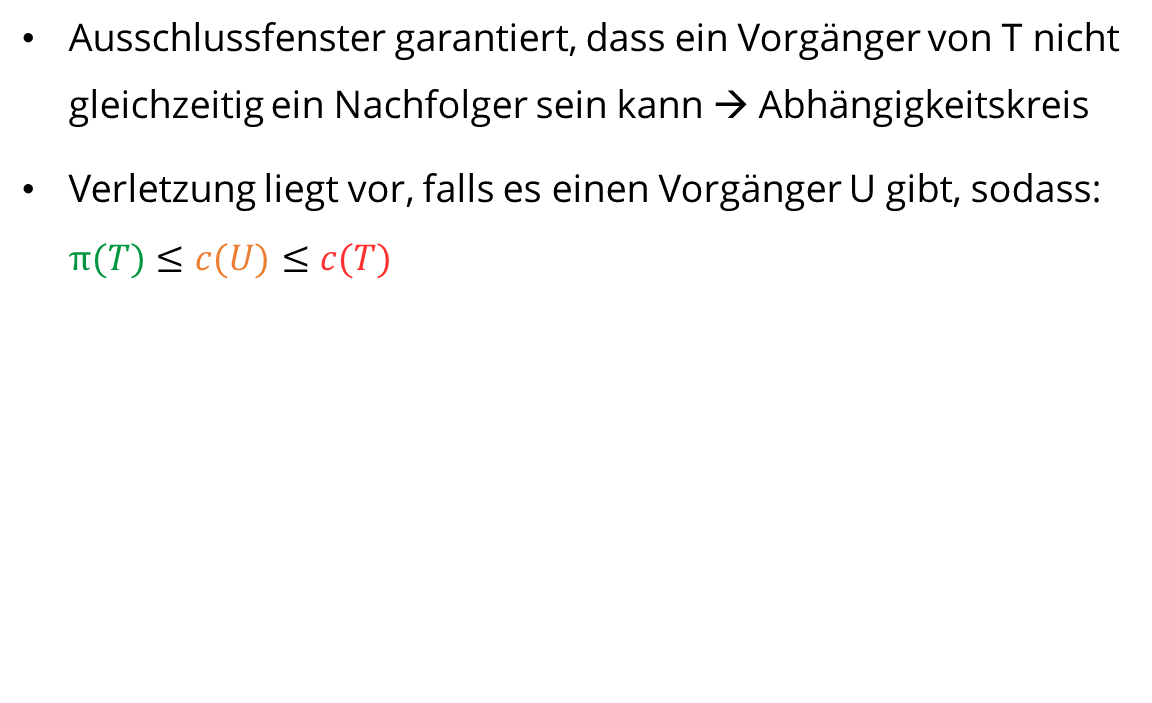 • Ausschlussfenster garantiert, dass ein Vorgänger von T nicht
gleichzeitig ein Nachfolger sein kann → Abhängigkeitskreis
• Verletzung liegt vor, falls es einen Vorgänger U gibt, sodass:
π(T) ≤ c(U) ≤ c(T)